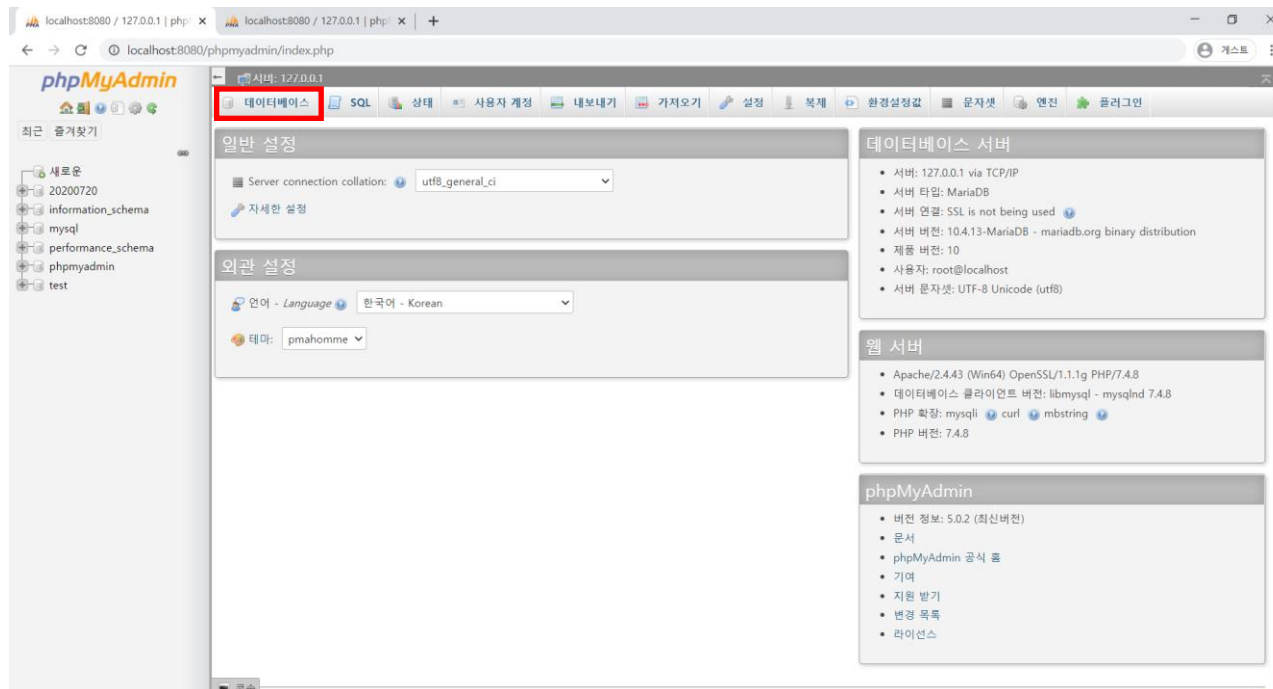 localhost:8080 / 127.0.0.1 | php
localhost:8080 / 127.0.0.1 | php
localhost:8080/phpmyadmin/index.php
게스트
phpMyAdmin
최근 즐겨찾기
새로운
20200720
information_schema
mysql
performance_schema
phpmyadmin
test
서버: 127.0.0.1
데이터베이스 SQL 상태 사용자 계정 내보내기 가져오기 설정 복제 환경설정값 문자셋 엔진 플러그인
일반 설정
Server connection collation: utf8_general_ci
자세한 설정
외관 설정
언어 - Language 한국어 - Korean
테마: pmahomme
데이터베이스 서버
서버: 127.0.0.1 via TCP/IP
서버 타입: MariaDB
서버 연결: SSL is not being used
서버 버전: 10.4.13-MariaDB - mariadb.org binary distribution
제품 버전: 10
사용자: root@localhost
서버 문자셋: UTF-8 Unicode (utf8)
웹 서버
Apache/2.4.43 (Win64) OpenSSL/1.1.1g PHP/7.4.8
데이터베이스 클라이언트 버전: libmysql - mysqlnd 7.4.8
PHP 확장: mysqli curl mbstring
PHP 버전: 7.4.8
phpMyAdmin
버전 정보: 5.0.2 (최신버전)
문서
phpMyAdmin 공식 홈
기여
지원 받기
변경 목록
라이선스